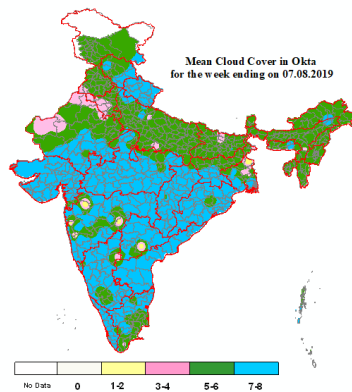 Mean Cloud Cover in Okta
for the week ending on 07.08.2019
No Data 0 1-2 3-4 5-6 7-8